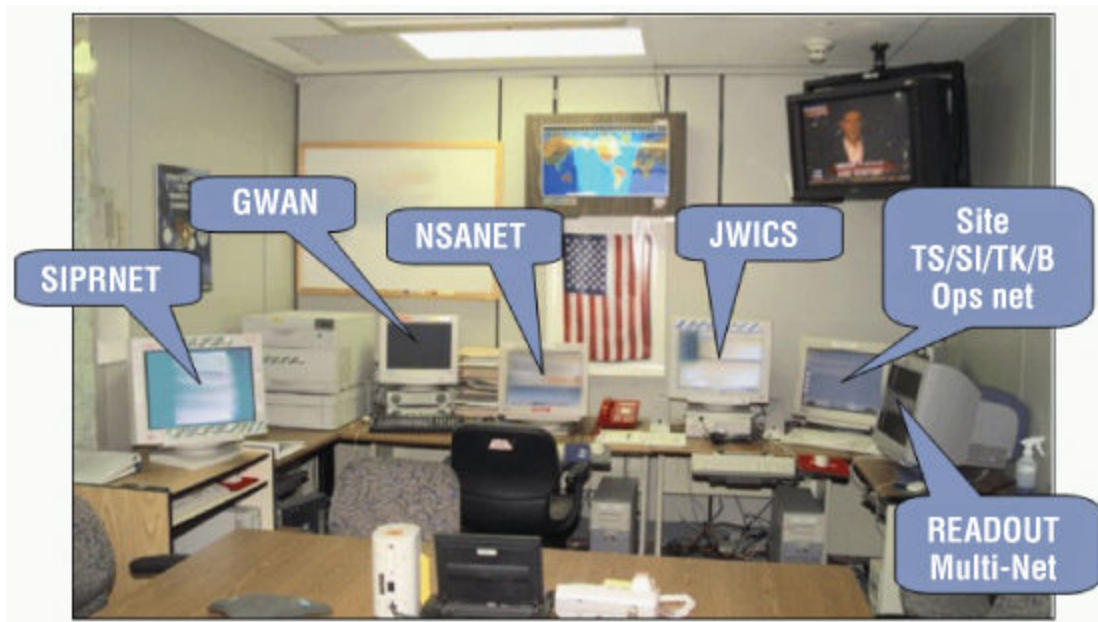 GWAN
NSANET
JWICS
Site
TS/SI/TK/B
Ops net
SIPRNET
READOUT
Multi-Net